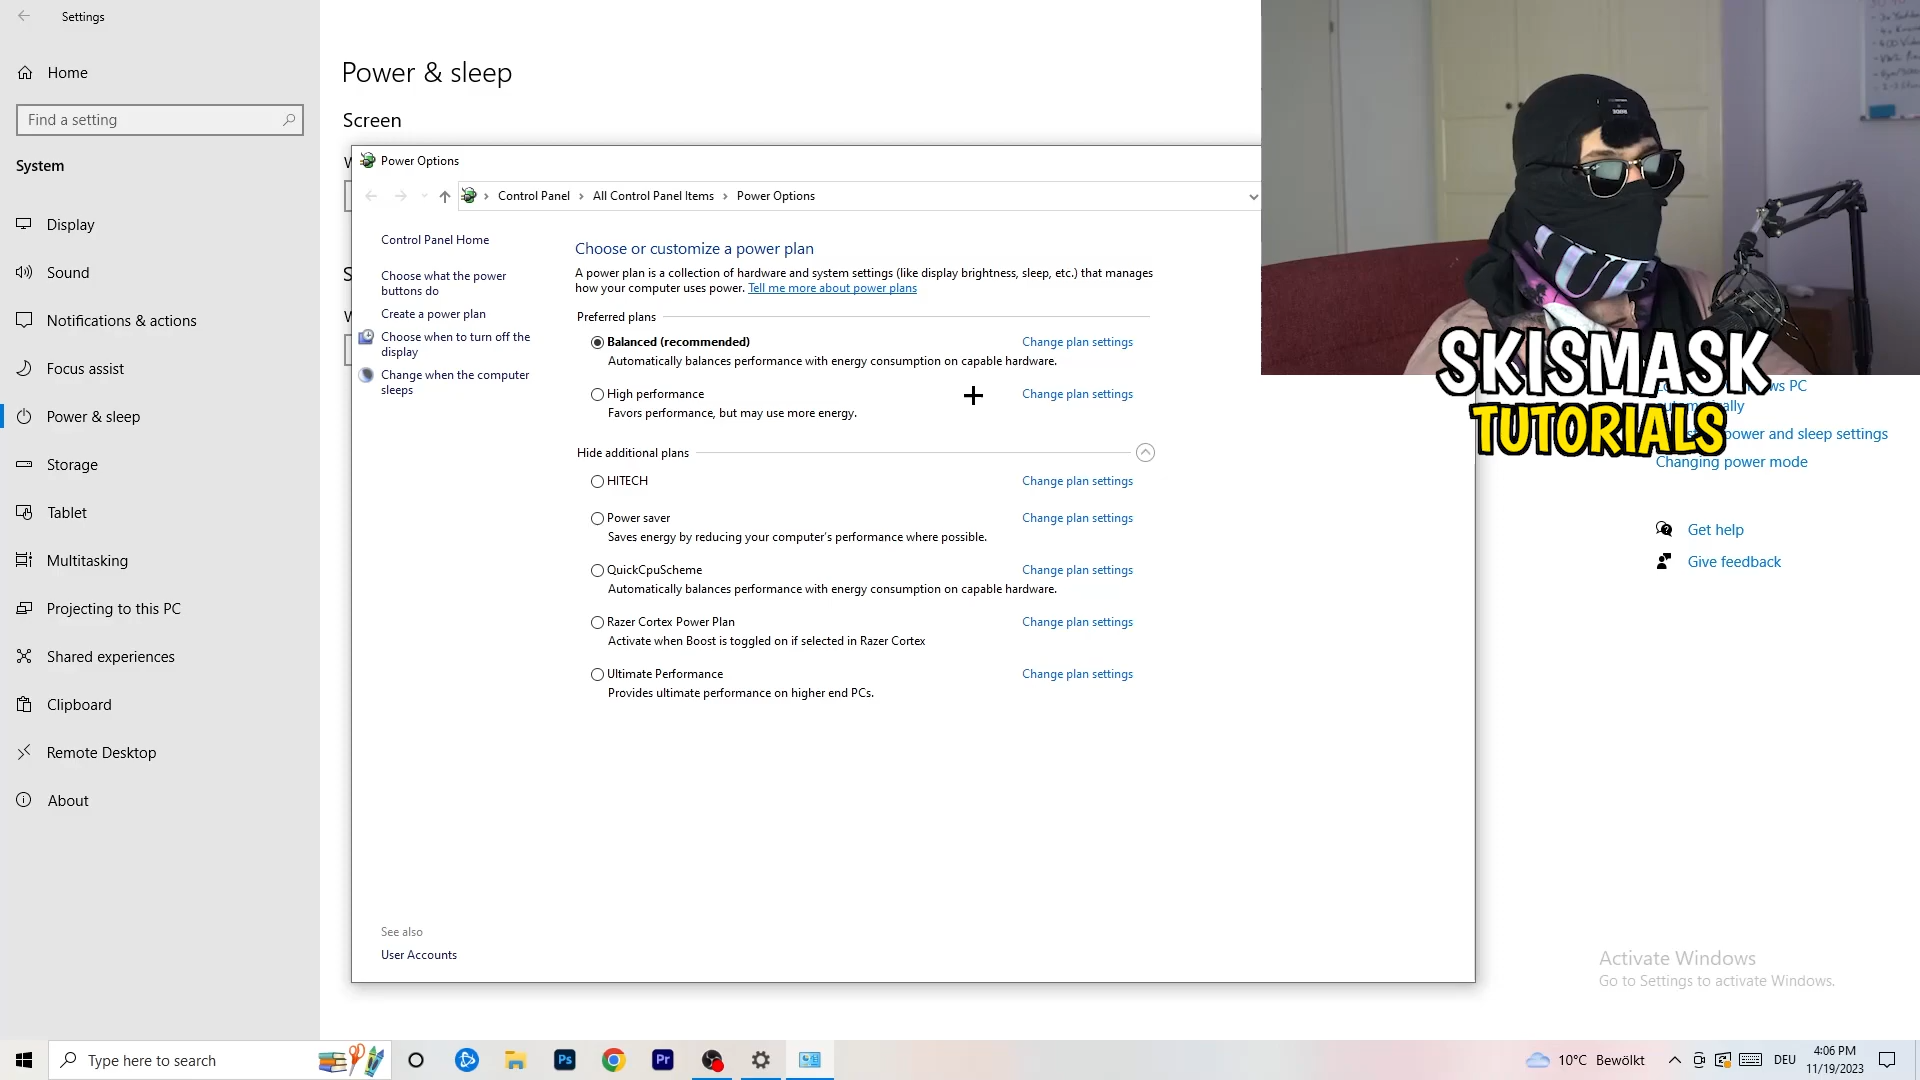 Settings
Home
Find a setting
System
Display
Sound
Notifications & actions
Focus assist
Power & sleep
Storage
Tablet
Multitasking
Projecting to this PC
Shared experiences
Clipboard
Remote Desktop
About
Power & sleep
Screen
Power Options
Control Panel › All Control Panel Items › Power Options
Control Panel Home
Choose what the power
buttons do
Create a power plan
Choose when to turn off the
display
Change when the computer
sleeps
See also
User Accounts
Choose or customize a power plan
A power plan is a collection of hardware and system settings (like display brightness, sleep, etc.) that manages
how your computer uses power. Tell me more about power plans
Preferred plans
Balanced (recommended) Change plan settings
Automatically balances performance with energy consumption on capable hardware.
High performance Change plan settings
Favors performance, but may use more energy.
Hide additional plans
HITECH Change plan settings
Power saver Change plan settings
Saves energy by reducing your computer's performance where possible.
QuickCpuScheme Change plan settings
Automatically balances performance with energy consumption on capable hardware.
Razer Cortex Power Plan Change plan settings
Activate when Boost is toggled on if selected in Razer Cortex
Ultimate Performance Change plan settings
Provides ultimate performance on higher end PCs.
SKISMASK
TUTORIALS
PC
power and sleep settings
Changing power mode
Get help
Give feedback
Activate Windows
Go to Settings to activate Windows.
Type here to search
Ps
Pr
10°C Bewölkt
DEU
4:06 PM
11/19/2023